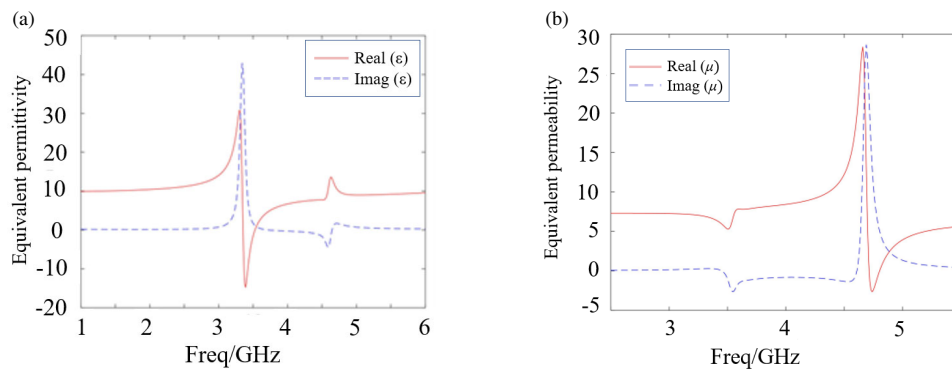 (a)
Equivalent permittivity
50
40
30
20
10
0
-10
-20
1 2 3 4 5 6
Freq/GHz
Real (ε)
Imag (ε)
(b)
Equivalent permeability
30
25
20
15
10
5
0
-5
3 4 5
Freq/GHz
Real (μ)
Imag (μ)